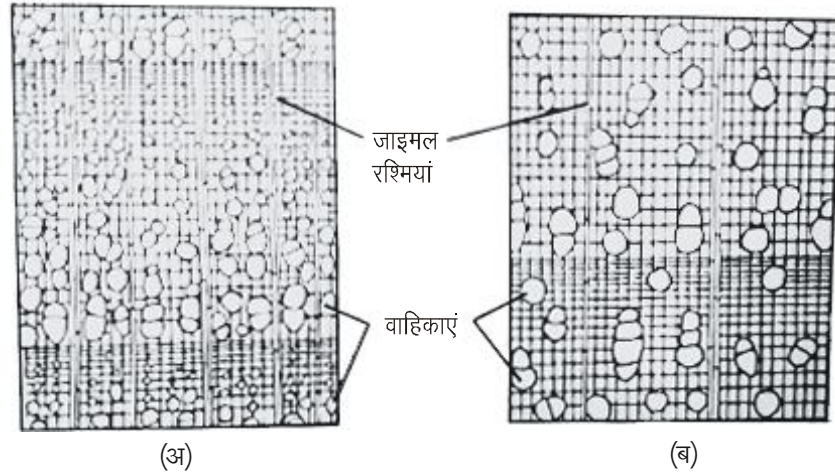 जाइमल
रश्मियां
वाहिकाएं
(अ)
(ब)